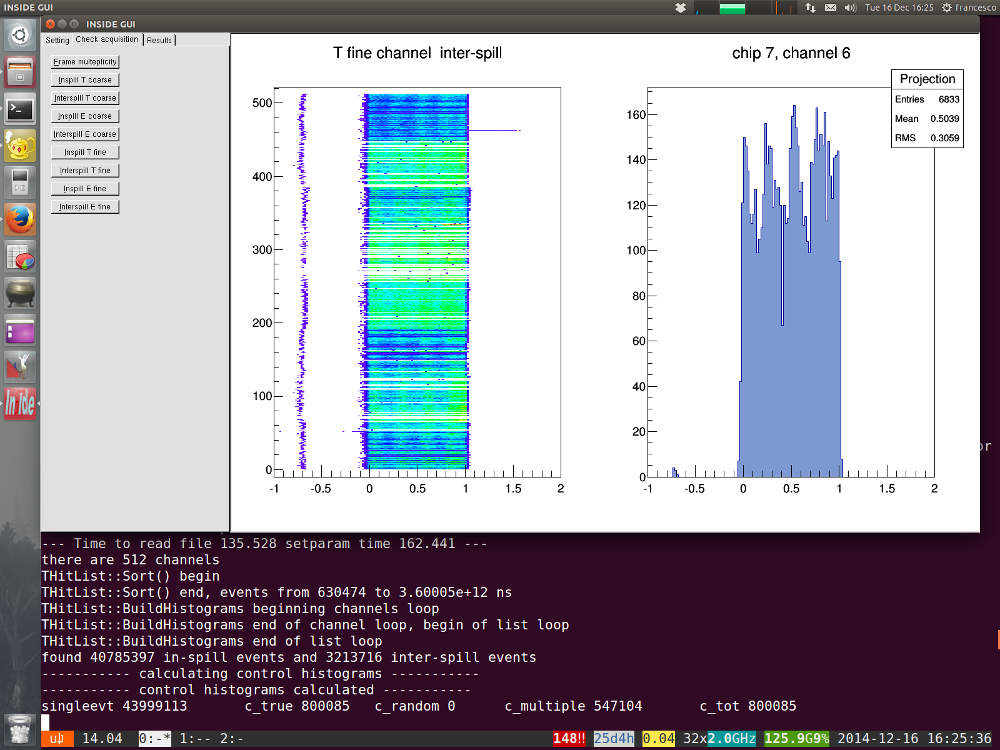 INSIDE GUI
Tue 16 Dec 16:25 francesco
INSIDE GUI
Setting Check acquisition Results
Frame multeplicity
Inspill T coarse
Interspill T coarse
Inspill E coarse
Interspill E coarse
Inspill T fine
Interspill T fine
Inspill E fine
Interspill E fine
T fine channel inter-spill
500
400
300
200
100
0
-1 -0.5 0 0.5 1 1.5 2
chip 7, channel 6
Projection
Entries 6833
Mean 0.5039
RMS 0.3059
160
140
120
100
80
60
40
20
0
-1 -0.5 0 0.5 1 1.5 2
In ide
or
--- Time to read file 135.528 setparam time 162.441 ---
there are 512 channels
THitList::Sort() begin
THitList::Sort() end, events from 630474 to 3.60005e+12 ns
THitList::BuildHistograms beginning channels loop
THitList::BuildHistograms end of channel loop, begin of list loop
THitList::BuildHistograms end of list loop
found 40785397 in-spill events and 3213716 inter-spill events
----------- calculating control histograms -----------
----------- control histograms calculated -----------
singleevt 43999113 c_true 800085 c_random 0 c_multiple 547104 c_tot 800085
14.04 0:-* 1:-- 2:- 148!! 25d4h 0.04 32x2.0GHz 125.9G9% 2014-12-16 16:25:36